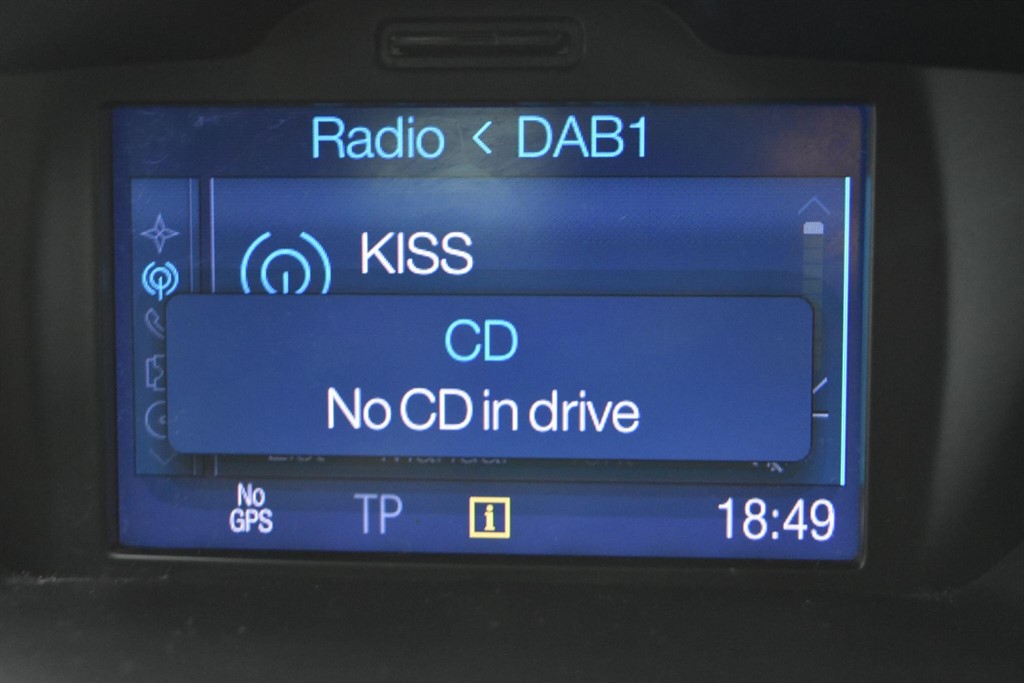 Radio < DAB1
KISS
CD
No CD in drive
No
GPS
TP
i
18:49